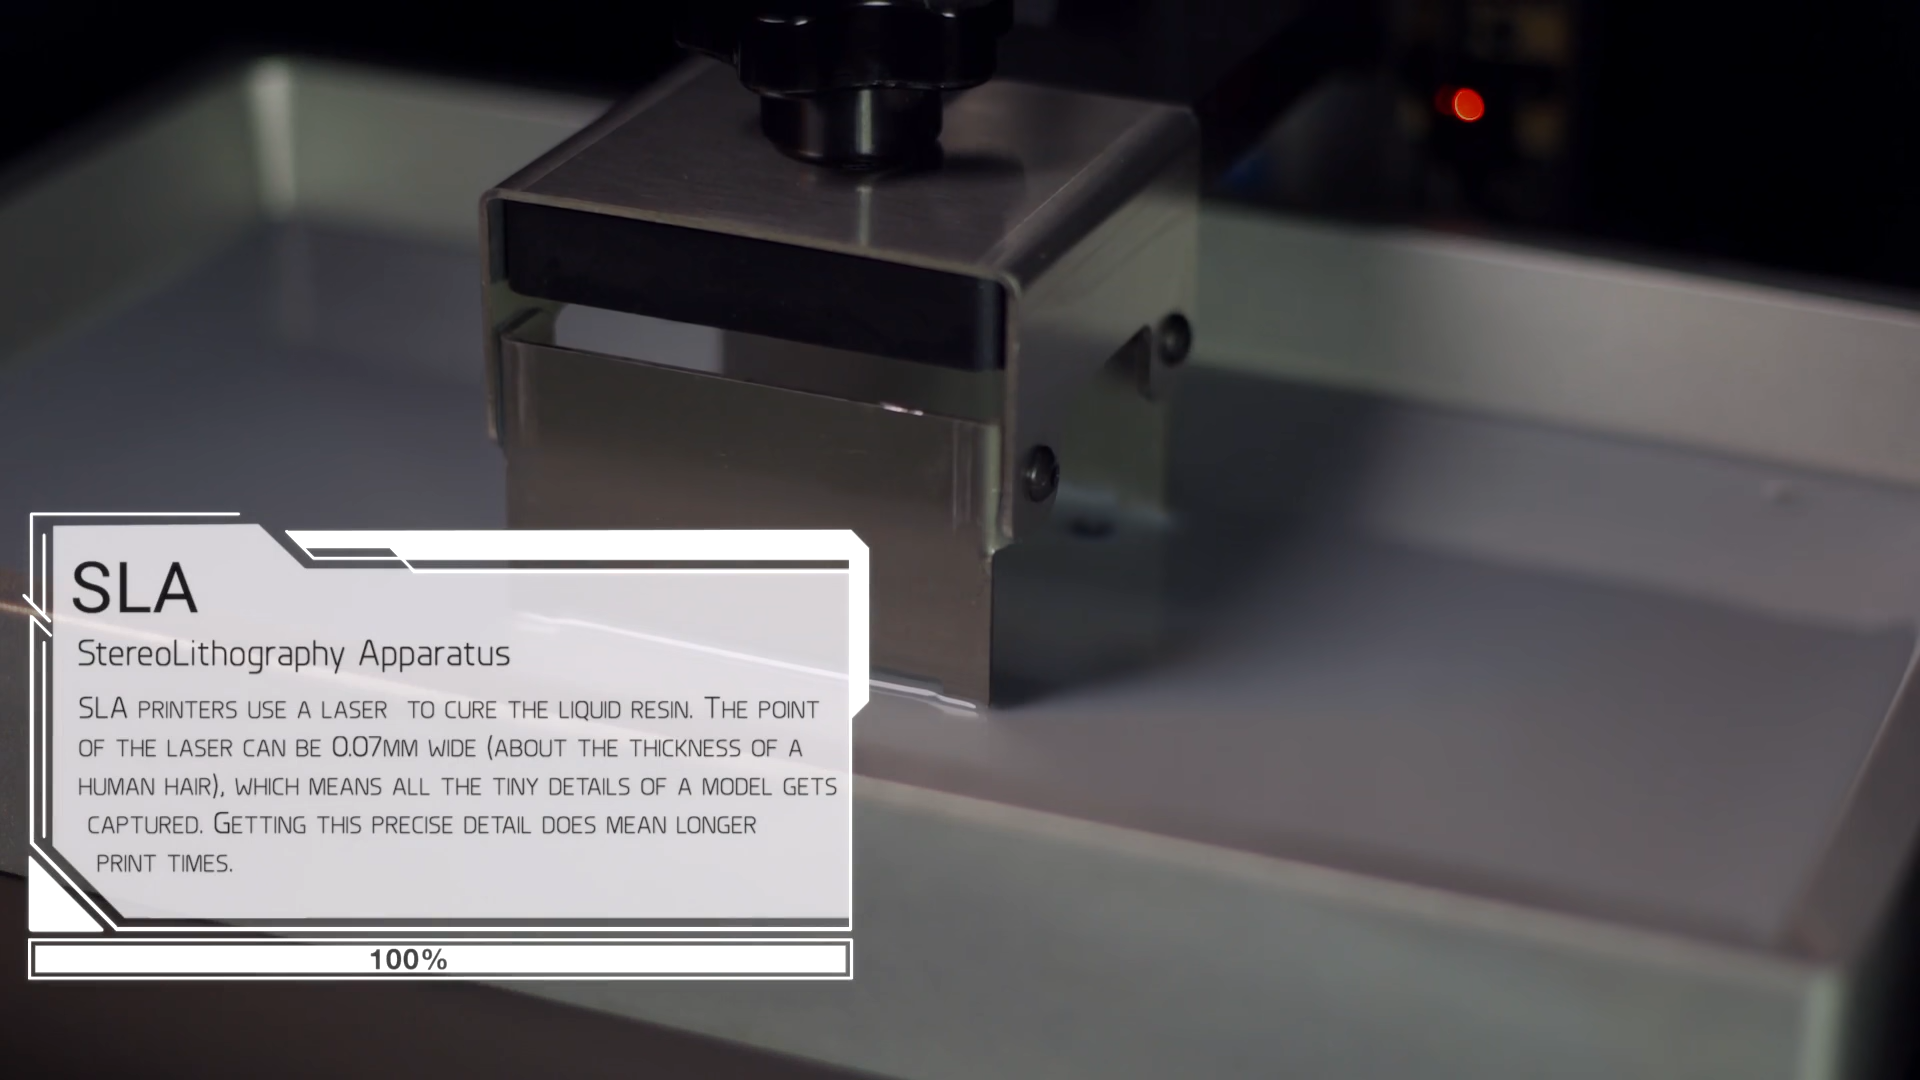 SLA
StereoLithography Apparatus
SLA PRINTERS USE A LASER TO CURE THE LIQUID RESIN. THE POINT
OF THE LASER CAN BE 0.07MM WIDE (ABOUT THE THICKNESS OF A
HUMAN HAIR), WHICH MEANS ALL THE TINY DETAILS OF A MODEL GETS
CAPTURED. GETTING THIS PRECISE DETAIL DOES MEAN LONGER
PRINT TIMES.
100%